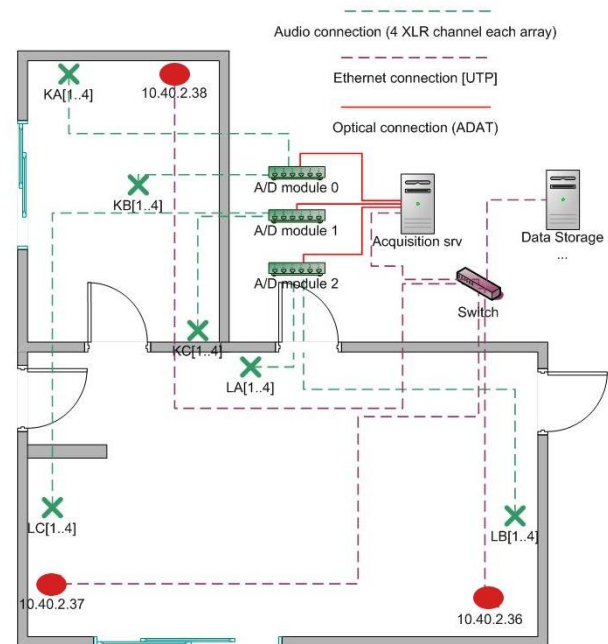 Audio connection (4 XLR channel each array)
Ethernet connection [UTP]
Optical connection (ADAT)
KA[1..4]
10.40.2.38
KB[1..4]
A/D module 0
A/D module 1
A/D module 2
Acquisition srv
Data Storage
...
Switch
KC[1..4]
LA[1..4]
LC[1..4]
LB[1..4]
10.40.2.37
10.40.2.36